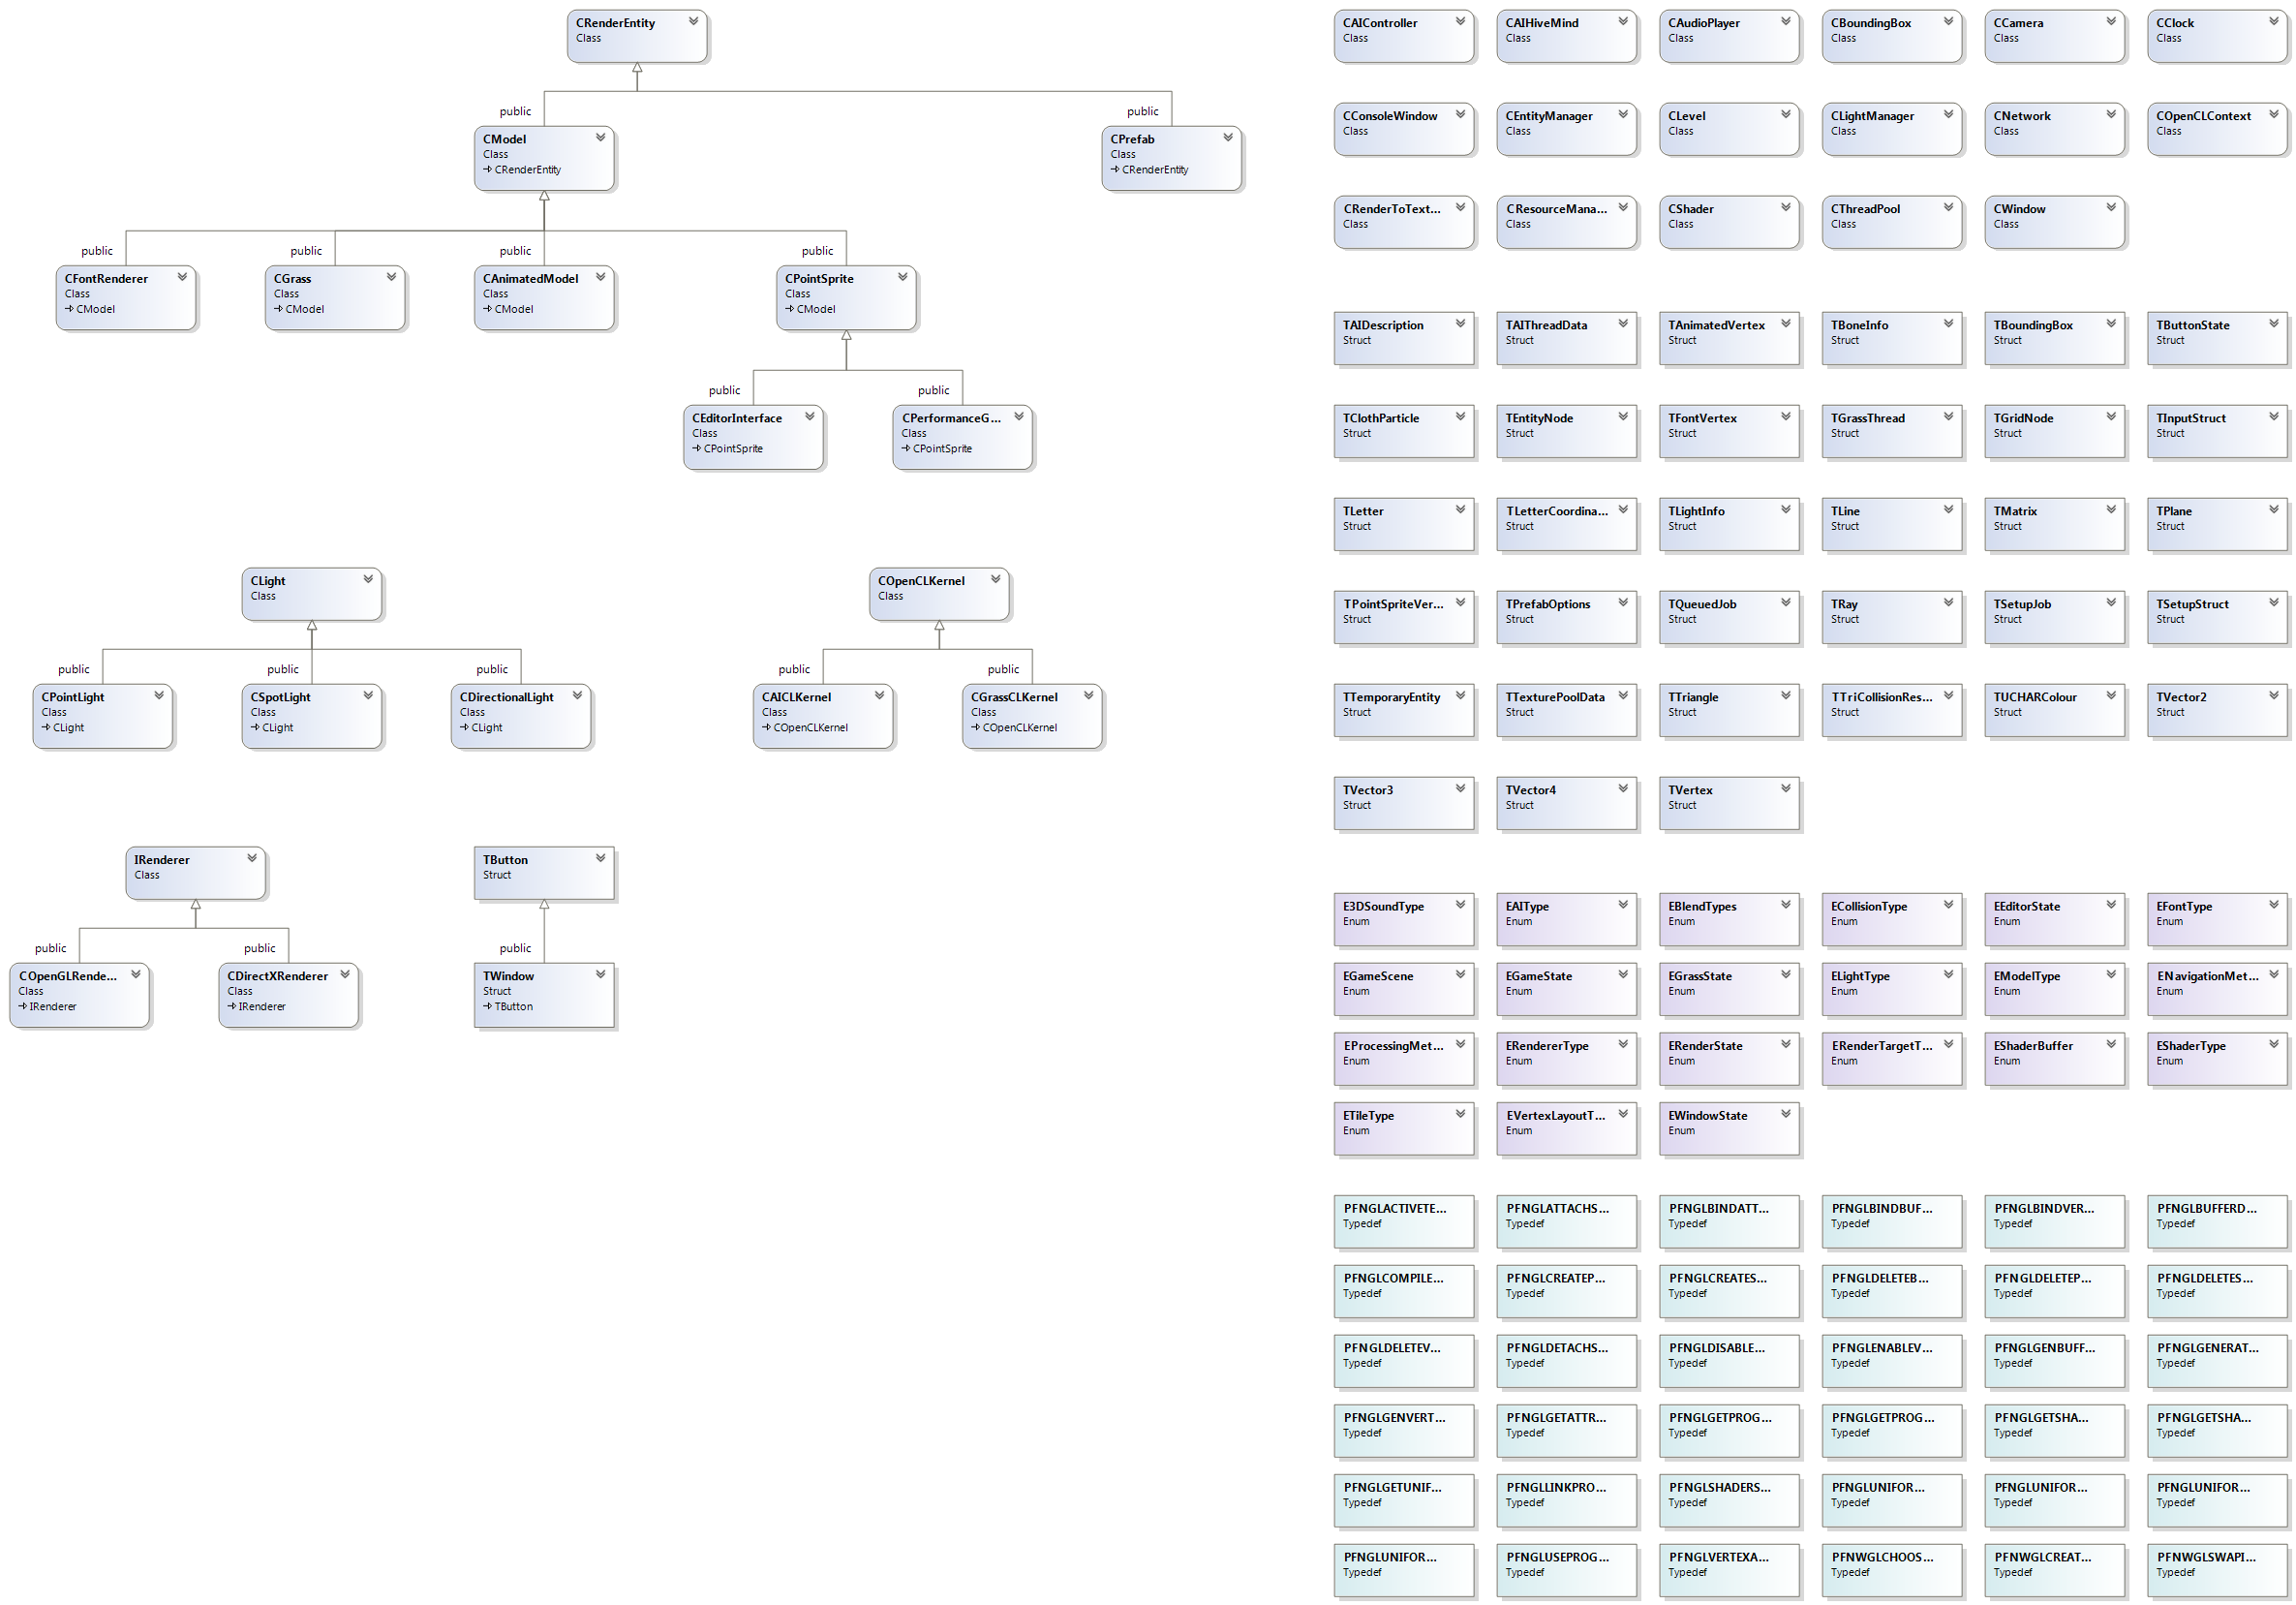 CRenderEntity
Class
public
public
CModel
Class
CRenderEntity
CPrefab
Class
CRenderEntity
public
public
public
public
CFontRenderer
Class
CModel
CGrass
Class
CModel
CAnimatedModel
Class
CModel
CPointSprite
Class
CModel
public
public
CEditorInterface
Class
CPointSprite
CPerformanceG...
Class
CPointSprite
CLight
Class
public
public
public
CPointLight
Class
CLight
CSpotLight
Class
CLight
CDirectionalLight
Class
CLight
COpenCLKernel
Class
public
public
CAICLKernel
Class
COpenCLKernel
CGrassCLKernel
Class
COpenCLKernel
IRenderer
Class
public
public
COpenGLRende...
Class
IRenderer
CDirectXRenderer
Class
IRenderer
TButton
Struct
public
TWindow
Struct
TButton
CAIController
Class
CAIHiveMind
Class
CAudioPlayer
Class
CBoundingBox
Class
CCamera
Class
CClock
Class
CConsoleWindow
Class
CEntityManager
Class
CLevel
Class
CLightManager
Class
CNetwork
Class
COpenCLContext
Class
CRenderToText...
Class
CResourceMana...
Class
CShader
Class
CThreadPool
Class
CWindow
Class
TAIDescription
Struct
TAIThreadData
Struct
TAnimatedVertex
Struct
TBoneInfo
Struct
TBoundingBox
Struct
TButtonState
Struct
TClothParticle
Struct
TEntityNode
Struct
TFontVertex
Struct
TGrassThread
Struct
TGridNode
Struct
TInputStruct
Struct
TLetter
Struct
TLetterCoordina...
Struct
TLightInfo
Struct
TLine
Struct
TMatrix
Struct
TPlane
Struct
TPointSpriteVer...
Struct
TPrefabOptions
Struct
TQueuedJob
Struct
TRay
Struct
TSetupJob
Struct
TSetupStruct
Struct
TTemporaryEntity
Struct
TTexturePoolData
Struct
TTriangle
Struct
TTriCollisionRes...
Struct
TUCHARColour
Struct
TVector2
Struct
TVector3
Struct
TVector4
Struct
TVertex
Struct
E3DSoundType
Enum
EAIType
Enum
EBlendTypes
Enum
ECollisionType
Enum
EEditorState
Enum
EFontType
Enum
EGameScene
Enum
EGameState
Enum
EGrassState
Enum
ELightType
Enum
EModelType
Enum
ENavigationMet...
Enum
EProcessingMet...
Enum
ERendererType
Enum
ERenderState
Enum
ERenderTargetT...
Enum
EShaderBuffer
Enum
EShaderType
Enum
ETileType
Enum
EVertexLayoutT...
Enum
EWindowState
Enum
PFNGLACTIVETE...
Typedef
PFNGLATTACHS...
Typedef
PFNGLBINDATT...
Typedef
PFNGLBINDBUF...
Typedef
PFNGLBINDVER...
Typedef
PFNGLBUFFERD...
Typedef
PFNGLCOMPILE...
Typedef
PFNGLCREATEP...
Typedef
PFNGLCREATES...
Typedef
PFNGLDELETEB...
Typedef
PFNGLDELETEP...
Typedef
PFNGLDELETES...
Typedef
PFNGLDELETEV...
Typedef
PFNGLDETACHS...
Typedef
PFNGLDISABLE...
Typedef
PFNGLENABLEV...
Typedef
PFNGLGENBUFF...
Typedef
PFNGLGENERAT...
Typedef
PFNGLGENVERT...
Typedef
PFNGLGETATTR...
Typedef
PFNGLGETPROG...
Typedef
PFNGLGETPROG...
Typedef
PFNGLGETSHA...
Typedef
PFNGLGETSHA...
Typedef
PFNGLGETUNIF...
Typedef
PFNGLLINKPRO...
Typedef
PFNGLSHADERS...
Typedef
PFNGLUNIFOR...
Typedef
PFNGLUNIFOR...
Typedef
PFNGLUNIFOR...
Typedef
PFNGLUNIFOR...
Typedef
PFNGLUSEPROG...
Typedef
PFNGLVERTEXA...
Typedef
PFNWGLCHOOS...
Typedef
PFNWGLCREAT...
Typedef
PFNWGLSWAPI...
Typedef